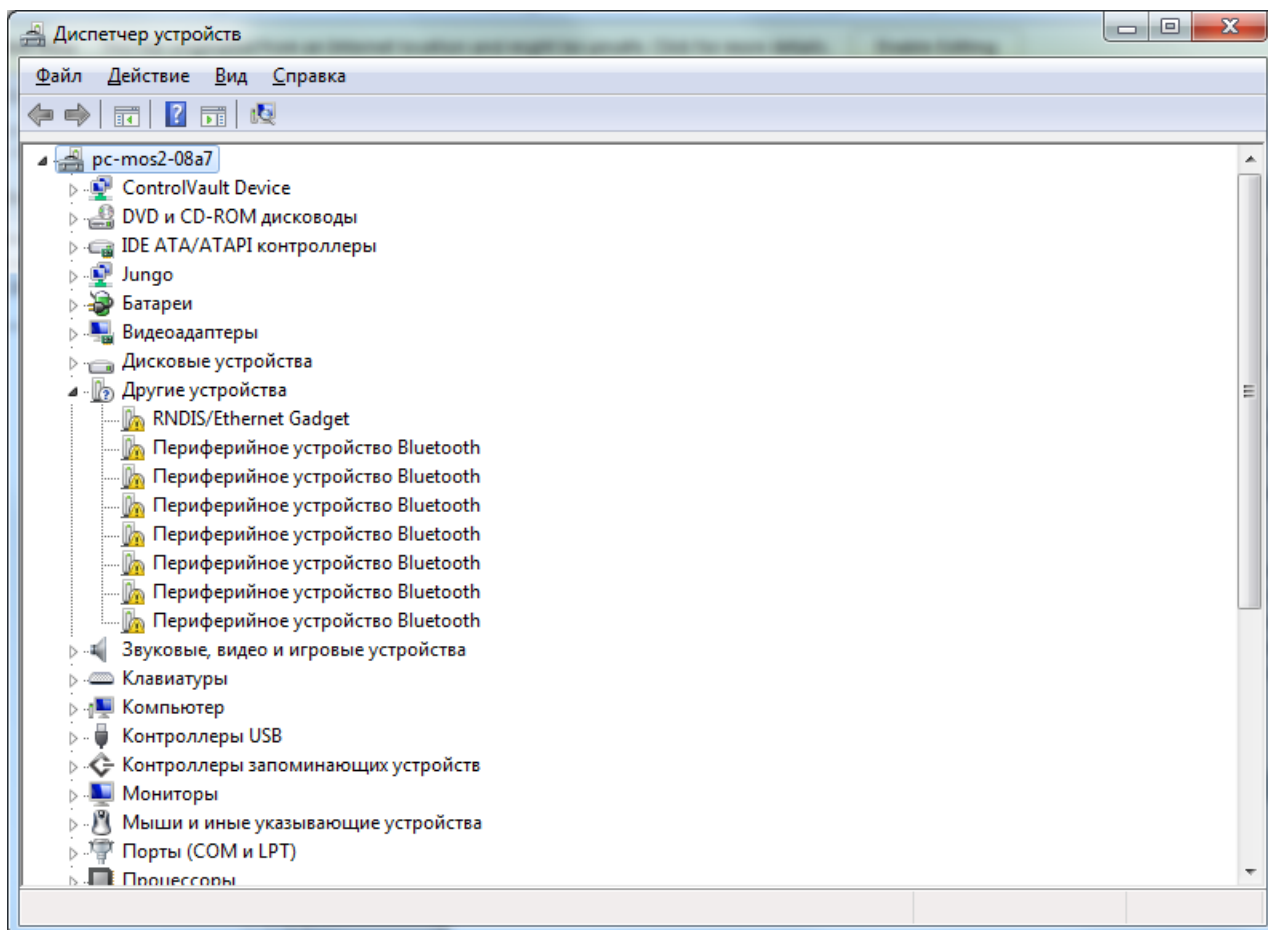 Диспетчер устройств
Файл Действие Вид Справка
pc-mos2-08a7
ControlVault Device
DVD и CD-ROM дисководы
IDE ATA/ATAPI контроллеры
Jungo
Батареи
Видеоадаптеры
Дисковые устройства
Другие устройства
RNDIS/Ethernet Gadget
Периферийное устройство Bluetooth
Периферийное устройство Bluetooth
Периферийное устройство Bluetooth
Периферийное устройство Bluetooth
Периферийное устройство Bluetooth
Периферийное устройство Bluetooth
Периферийное устройство Bluetooth
Звуковые, видео и игровые устройства
Клавиатуры
Компьютер
Контроллеры USB
Контроллеры запоминающих устройств
Мониторы
Мыши и иные указывающие устройства
Порты (COM и LPT)
Процессоры